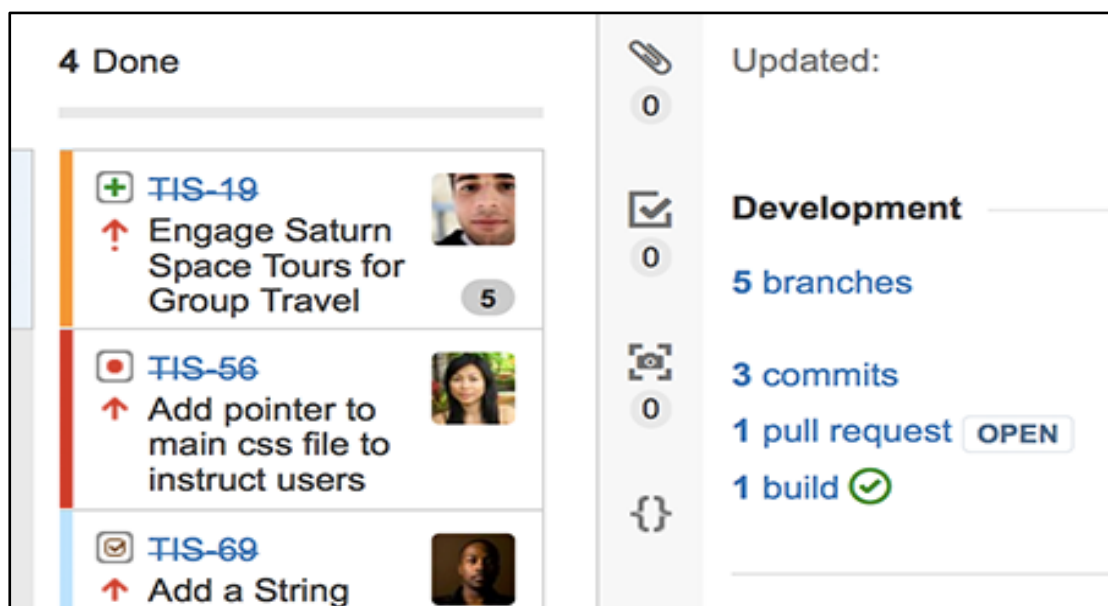 4 Done
TIS-19
Engage Saturn
Space Tours for
Group Travel
5
TIS-56
Add pointer to
main css file to
instruct users
TIS-69
Add a String
0
0
0
{}
Updated:
Development
5 branches
3 commits
1 pull request OPEN
1 build